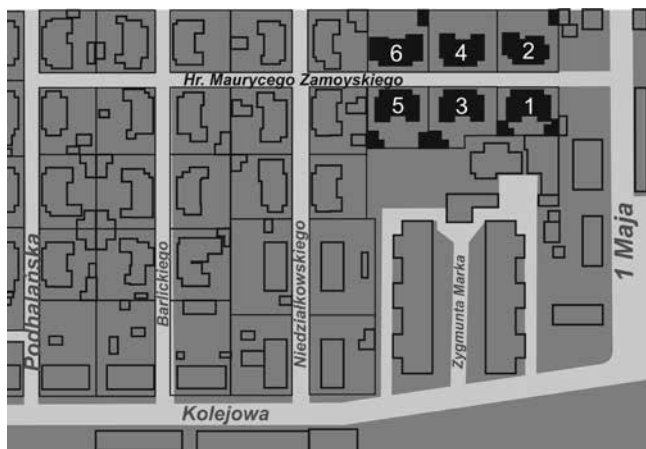 6 4 2
Hr. Maurycego Zamoyskiego
5 3 1
Podhalańska
Barlickiego
Niedziałkowskiego
Zygmunta Marka
1 Maja
Kolejowa